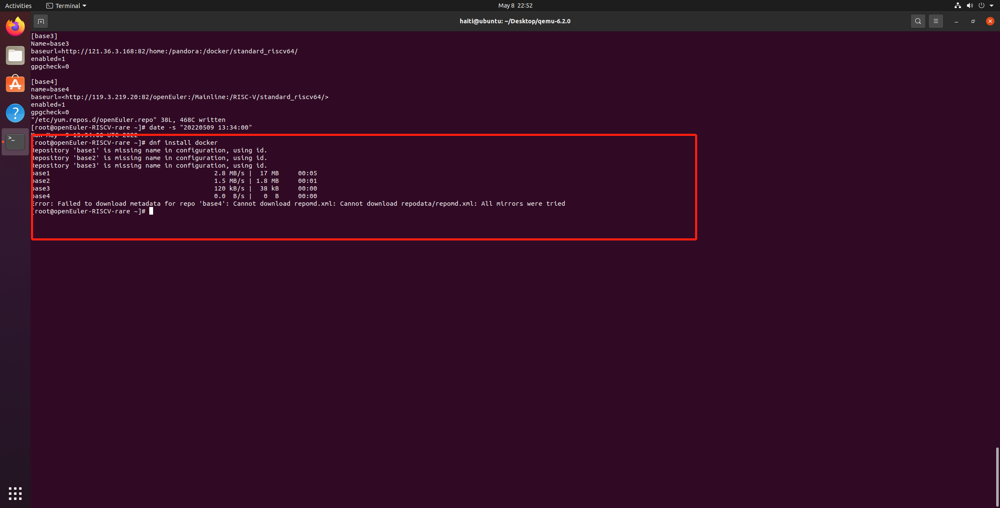 Activities
Terminal
May 8 22:52
haiti@ubuntu: ~/Desktop/qemu-6.2.0
[base3]
Name=base3
baseurl=http://121.36.3.168:82/home:/pandora:/docker/standard_riscv64/
enabled=1
gpgcheck=0
[base4]
name=base4
baseurl=<http://119.3.219.20:82/openEuler:/Mainline:/RISC-V/standard_riscv64/>
enabled=1
gpgcheck=0
"/etc/yum.repos.d/openEuler.repo" 38L, 468C written
[root@openEuler-RISCV-rare ~]# date -s "20220509 13:34:00"
Mon May  9 13:34:00 UTC 2022
[root@openEuler-RISCV-rare ~]# dnf install docker
Repository 'base1' is missing name in configuration, using id.
Repository 'base2' is missing name in configuration, using id.
Repository 'base3' is missing name in configuration, using id.
base1                                           2.8 MB/s |  17 MB     00:05
base2                                           1.5 MB/s | 1.8 MB     00:01
base3                                           120 kB/s |  38 kB     00:00
base4                                           0.0  B/s |   0  B     00:00
Error: Failed to download metadata for repo 'base4': Cannot download repomd.xml: Cannot download repodata/repomd.xml: All mirrors were tried
[root@openEuler-RISCV-rare ~]#